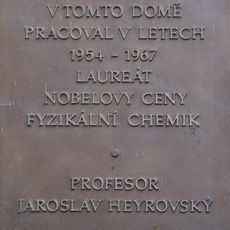 V TOMTO DOMĚ
PRACOVAL V LETECH
1954 - 1967
LAUREÁT
NOBELOVY CENY
FYZIKÁLNÍ CHEMIK
PROFESOR
JAROSLAV HEYROVSKÝ